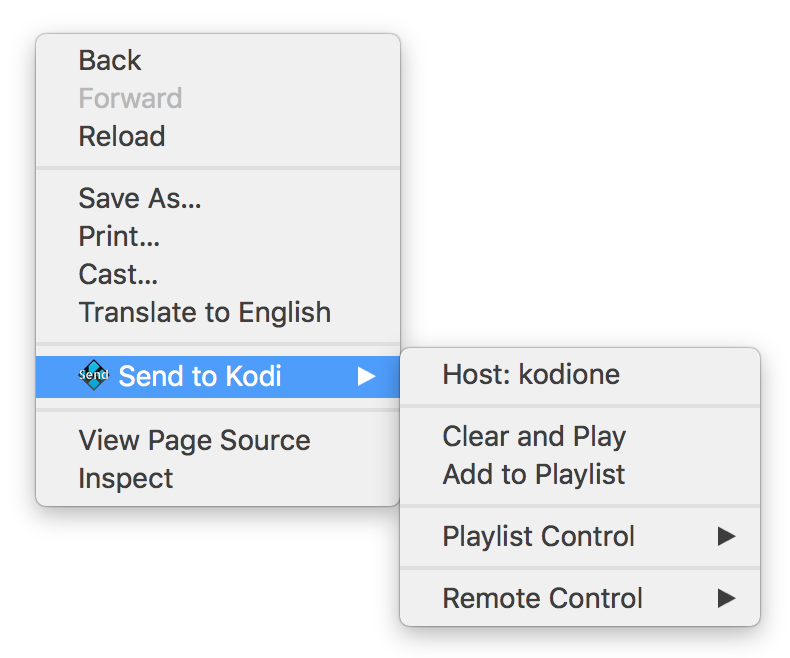 Back
Forward
Reload
Save As...
Print...
Cast...
Translate to English
Send Send to Kodi
View Page Source
Inspect
Host: kodione
Clear and Play
Add to Playlist
Playlist Control
Remote Control